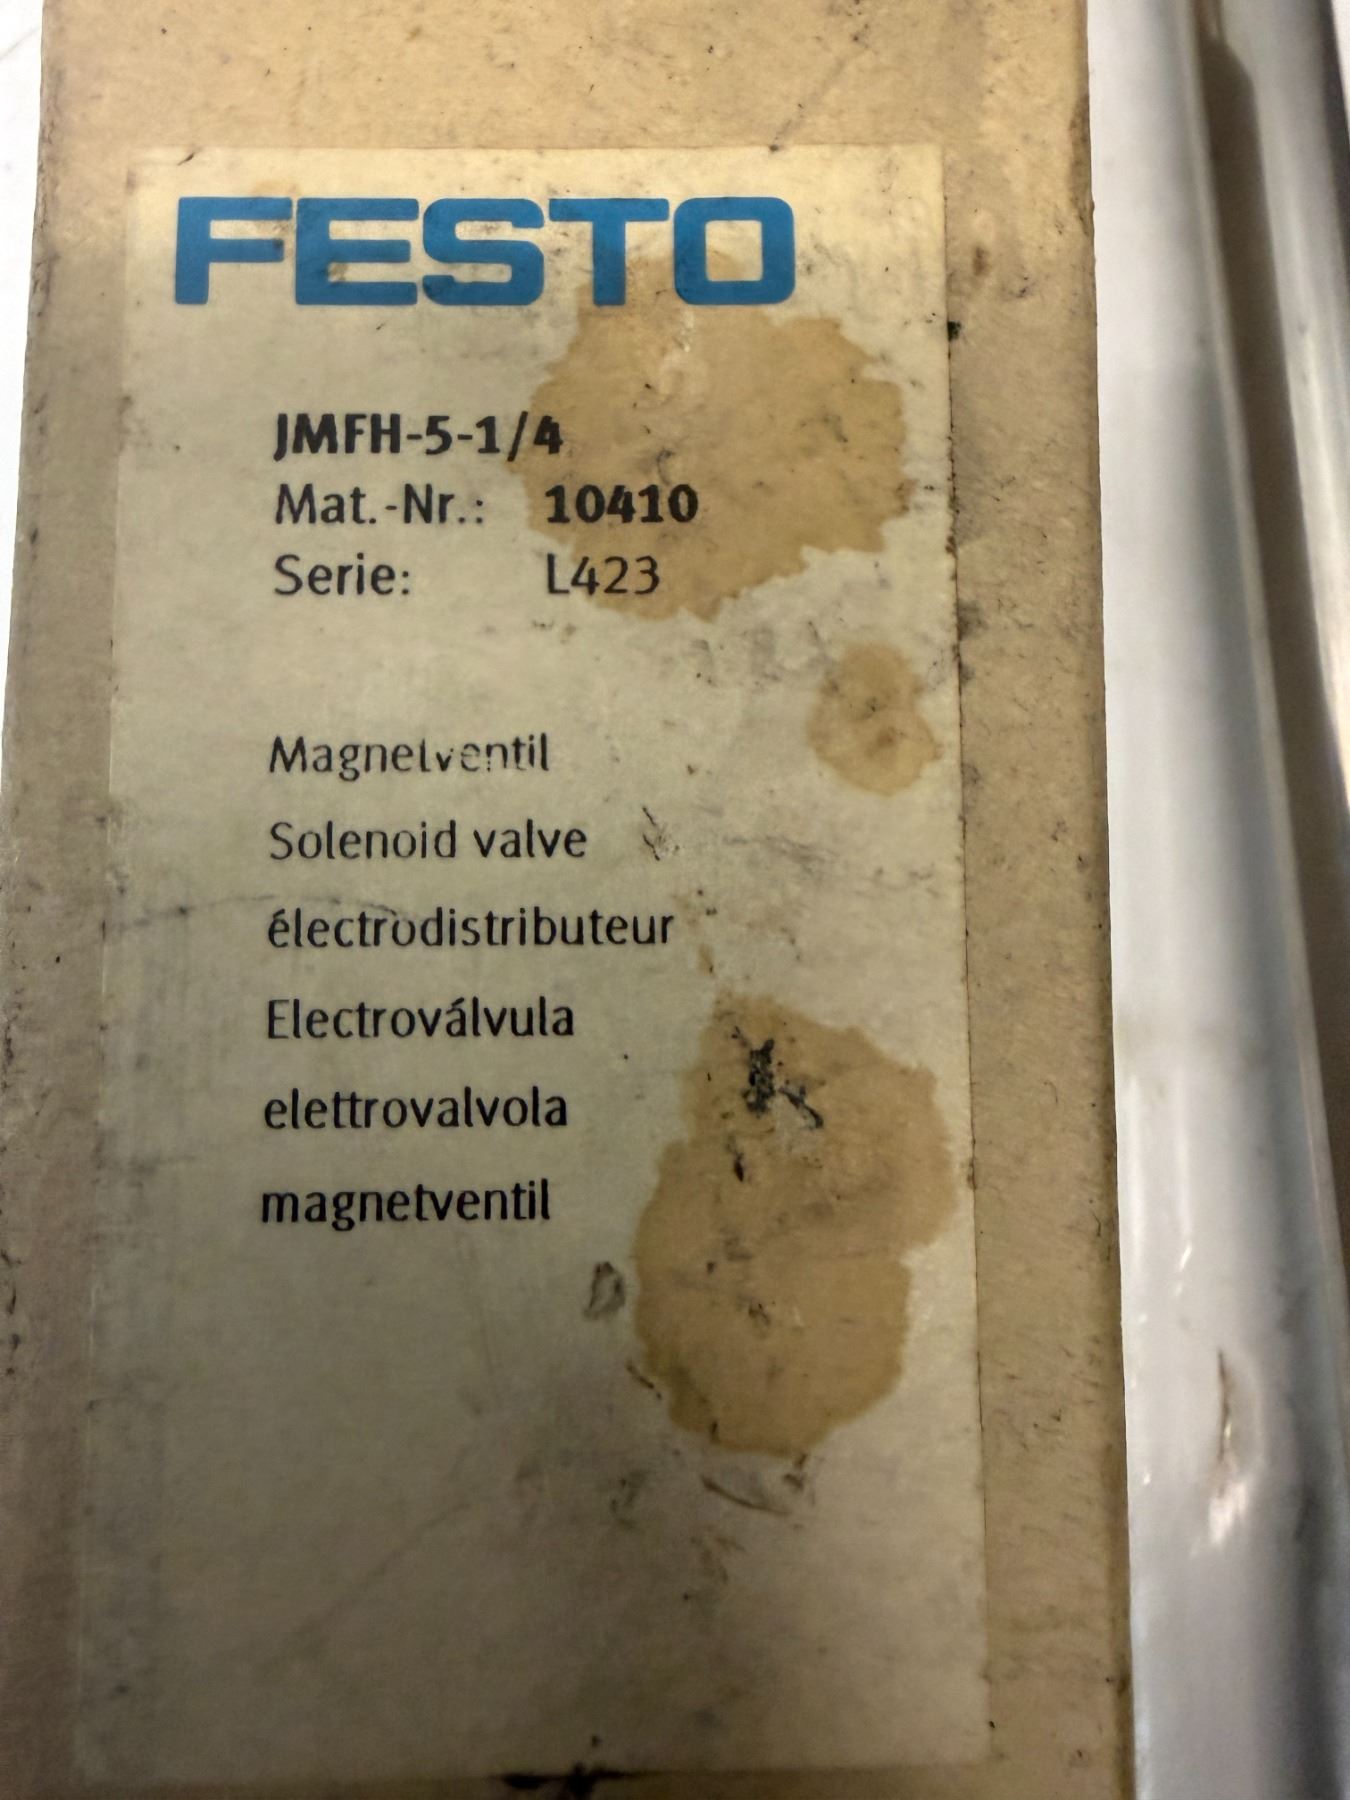 FESTO
JMFH-5-1/4
Mat.-Nr.: 10410
Serie: L423
Magnetventil
Solenoid valve
électrodistributeur
Electroválvula
elettrovalvola
magnetventil